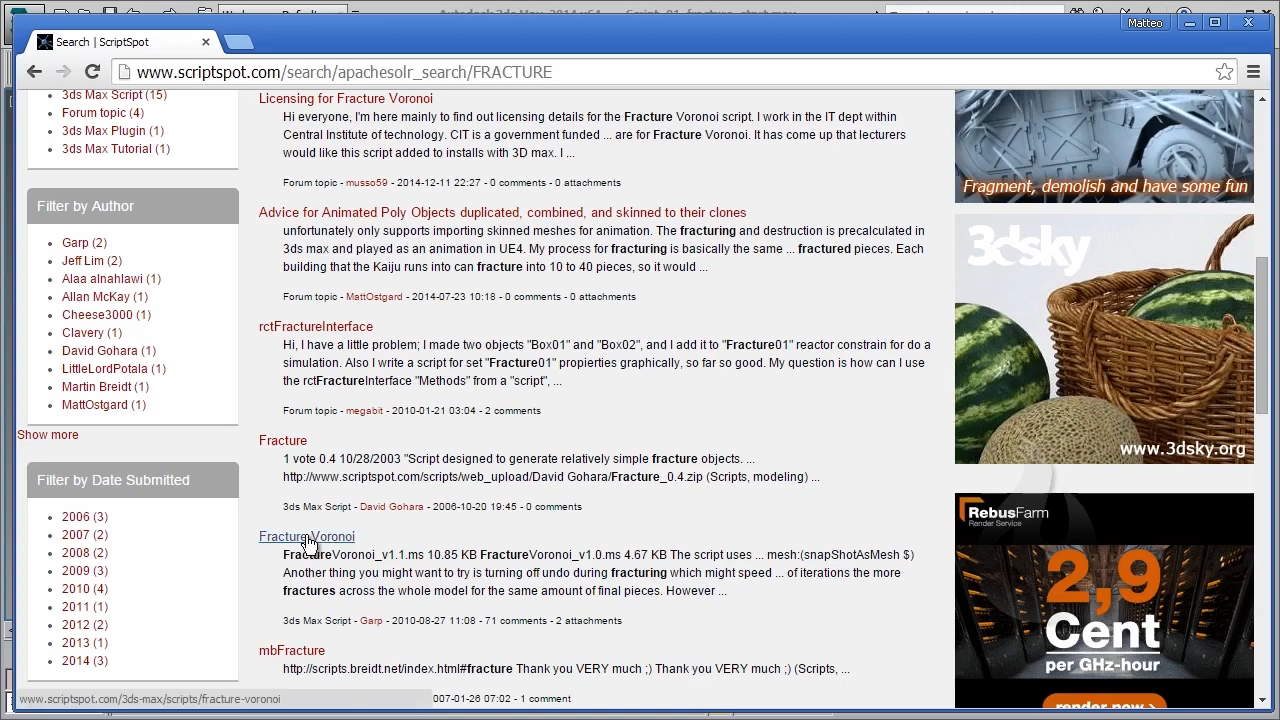 Matteo
Search | ScriptSpot
www.scriptspot.com/search/apachesolr_search/FRACTURE
3ds Max Script (15)
Forum topic (4)
3ds Max Plugin (1)
3ds Max Tutorial (1)
Filter by Author
Garp (2)
Jeff Lim (2)
Alaa alnahlawi (1)
Allan McKay (1)
Cheese3000 (1)
Clavery (1)
David Gohara (1)
LittleLordPotala (1)
Martin Breidt (1)
MattOstgard (1)
Show more
Filter by Date Submitted
2006 (3)
2007 (2)
2008 (2)
2009 (3)
2010 (4)
2011 (1)
2012 (2)
2013 (1)
2014 (3)
www.scriptspot.com/3ds-max/scripts/fracture-voronoi
Licensing for Fracture Voronoi
Hi everyone, I'm here mainly to find out licensing details for the Fracture Voronoi script. I work in the IT dept within
Central Institute of technology. CIT is a government funded ... are for Fracture Voronoi. It has come up that lecturers
would like this script added to installs with 3D max. I ...
Forum topic - musso59 - 2014-12-11 22:27 - 0 comments - 0 attachments
Advice for Animated Poly Objects duplicated, combined, and skinned to their clones
unfortunately only supports importing skinned meshes for animation. The fracturing and destruction is precalculated in
3ds max and played as an animation in UE4. My process for fracturing is basically the same ... fractured pieces. Each
building that the Kaiju runs into can fracture into 10 to 40 pieces, so it would ...
Forum topic - MattOstgard - 2014-07-23 10:18 - 0 comments - 0 attachments
rctFractureInterface
Hi, I have a little problem; I made two objects "Box01" and "Box02", and I add it to "Fracture01" reactor constrain for do a
simulation. Also I write a script for set "Fracture01" propierties graphically, so far so good. My question is how can I use
the rctFractureInterface "Methods" from a "script", ...
Forum topic - megabit - 2010-01-21 03:04 - 2 comments
Fracture
1 vote 0.4 10/28/2003 "Script designed to generate relatively simple fracture objects. ...
http://www.scriptspot.com/scripts/web_upload/David Gohara/Fracture_0.4.zip (Scripts, modeling) ...
3ds Max Script - David Gohara - 2006-10-20 19:45 - 0 comments
Fracture Voronoi
FractureVoronoi_v1.1.ms 10.85 KB FractureVoronoi_v1.0.ms 4.67 KB The script uses ... mesh:(snapShotAsMesh $)
Another thing you might want to try is turning off undo during fracturing which might speed ... of iterations the more
fractures across the whole model for the same amount of final pieces. However ...
3ds Max Script - Garp - 2010-08-27 11:08 - 71 comments - 2 attachments
mbFracture
http://scripts.breidt.net/index.html#fracture Thank you VERY much ;) Thank you VERY much ;) (Scripts, ...
007-01-26 07:02 - 1 comment
Fragment, demolish and have some fun
3dsky
www.3dsky.org
RebusFarm
Render Service
2,9
Cent
per GHz-hour
render now >